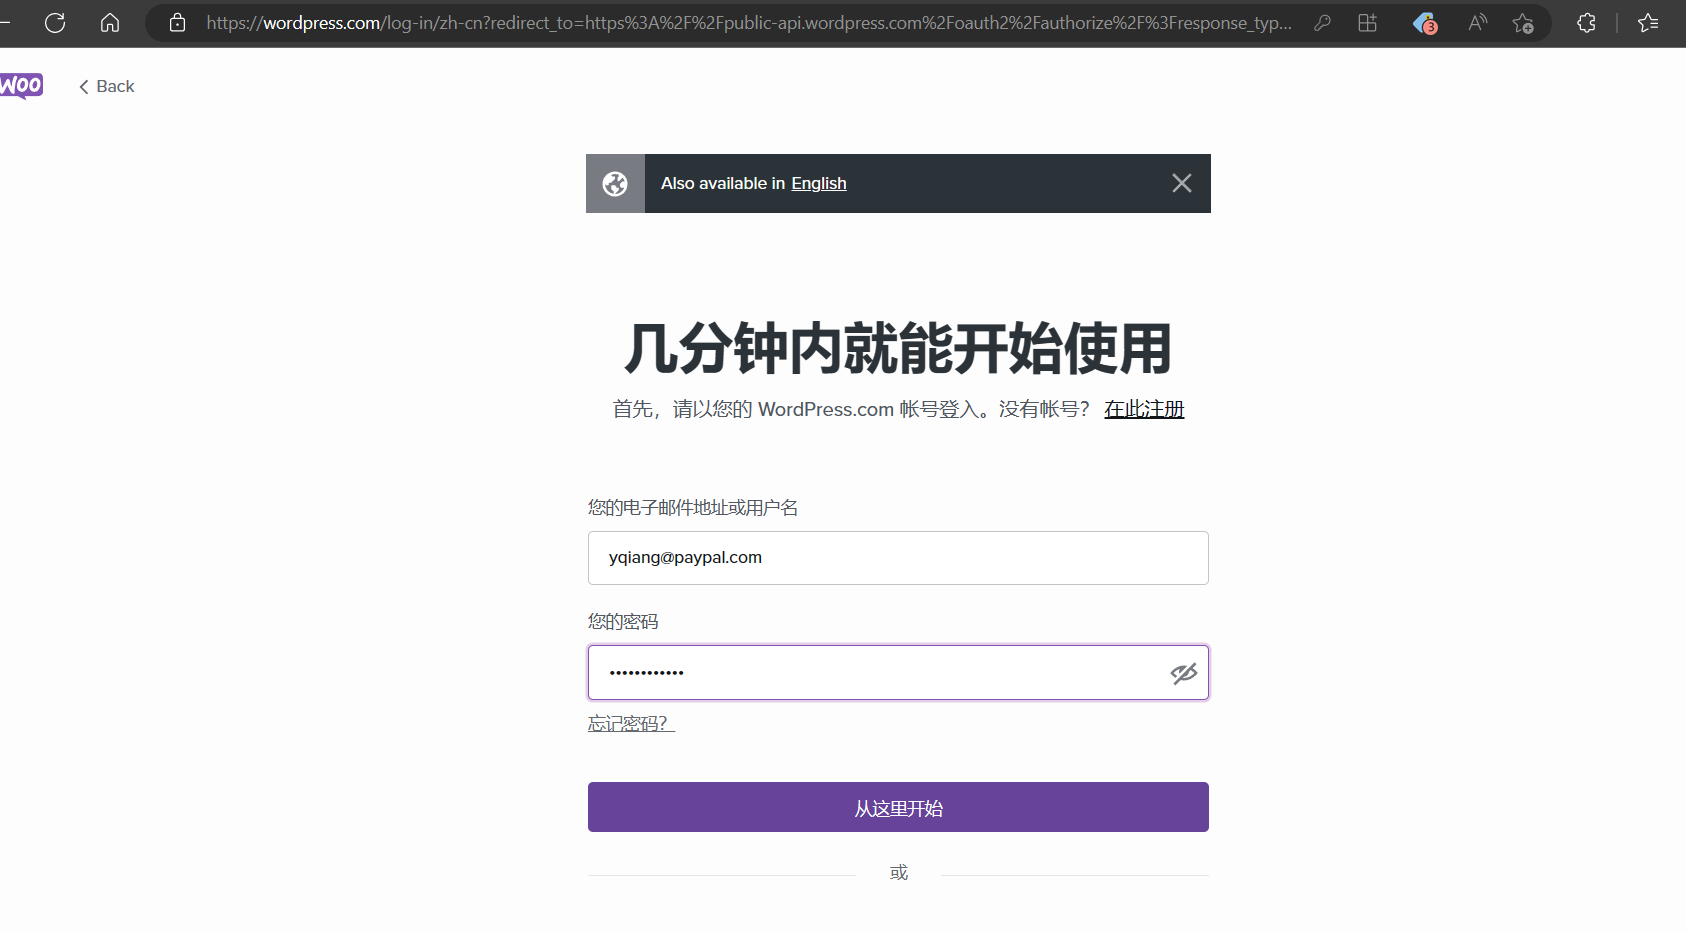 https://wordpress.com/log-in/zh-cn?redirect_to=https%3A%2F%2Fpublic-api.wordpress.com%2Foauth2%2Fauthorize%2F%3Fresponse_typ...
3
WOO
Back
Also available in English
几分钟内就能开始使用
首先，请以您的 WordPress.com 帐号登入。没有帐号？ 在此注册
您的电子邮件地址或用户名
yqiang@paypal.com
您的密码
••••••••••••
忘记密码？
从这里开始
或